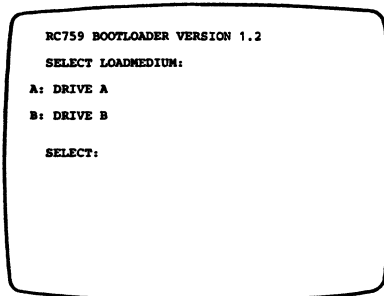 RC759 BOOTLOADER VERSION 1.2
SELECT LOADMEDIUM:
A: DRIVE A
B: DRIVE B
SELECT: